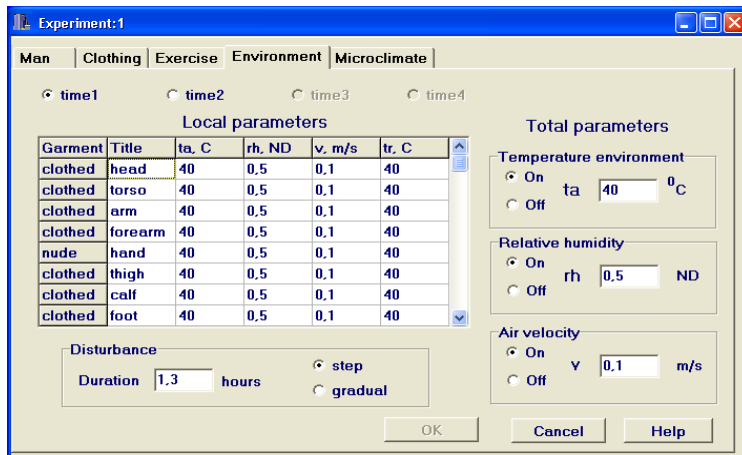 Experiment:1
Man Clothing Exercise Environment Microclimate
time1 time2 time3 time4
Local parameters
Garment Title ta, C rh, ND v, m/s tr, C
clothed head 40 0,5 0,1 40
clothed torso 40 0,5 0,1 40
clothed arm 40 0,5 0,1 40
clothed forearm 40 0,5 0,1 40
nude hand 40 0,5 0,1 40
clothed thigh 40 0,5 0,1 40
clothed calf 40 0,5 0,1 40
clothed foot 40 0,5 0,1 40
Disturbance
Duration 1,3 hours
step
gradual
Total parameters
Temperature environment
On
ta 40 ⁰C
Off
Relative humidity
On
rh 0,5 ND
Off
Air velocity
On
v 0,1 m/s
Off
OK Cancel Help